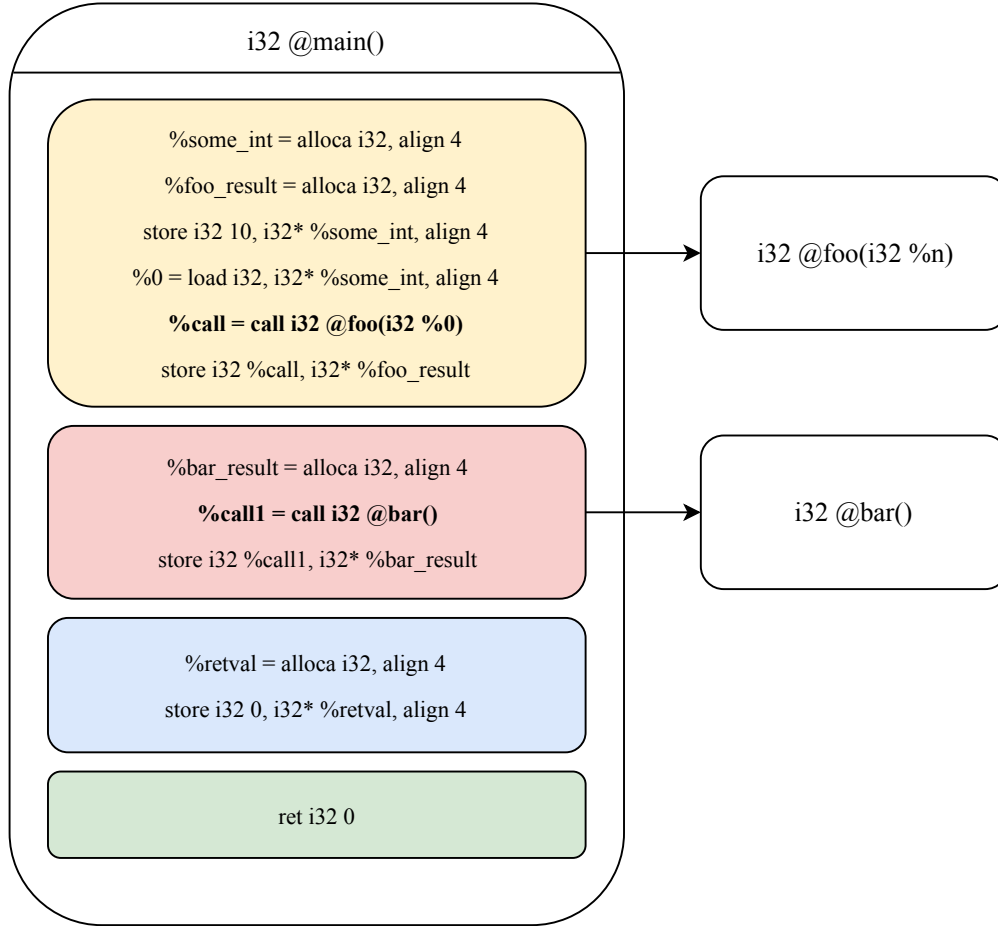 i32 @main()
%some_int = alloca i32, align 4
%foo_result = alloca i32, align 4
store i32 10, i32* %some_int, align 4
%0 = load i32, i32* %some_int, align 4
%call = call i32 @foo(i32 %0)
store i32 %call, i32* %foo_result
i32 @foo(i32 %n)
%bar_result = alloca i32, align 4
%call1 = call i32 @bar()
store i32 %call1, i32* %bar_result
i32 @bar()
%retval = alloca i32, align 4
store i32 0, i32* %retval, align 4
ret i32 0